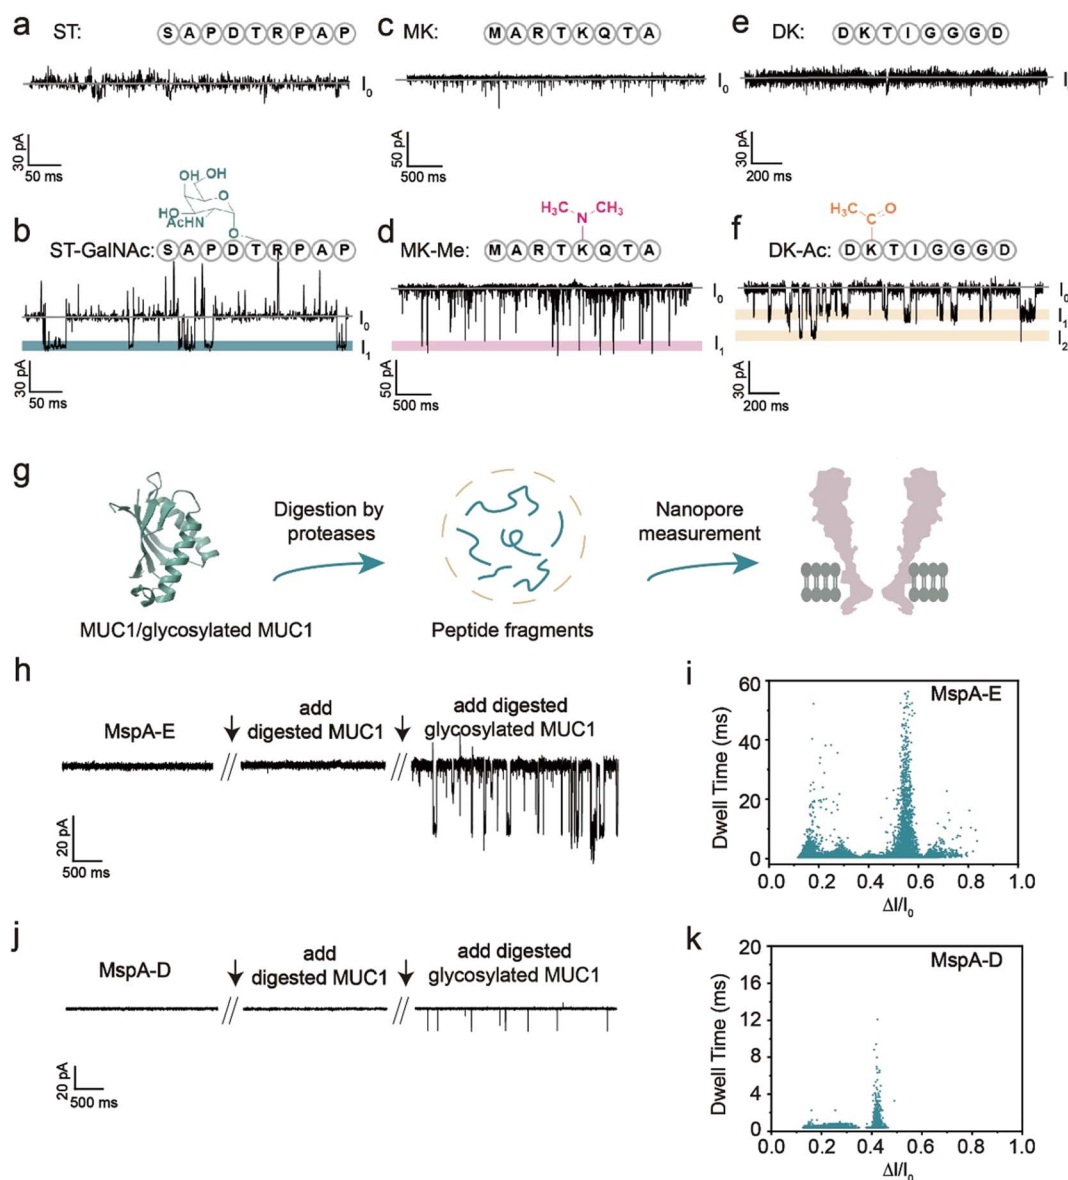 a ST: S A P D T R P A P
I0
30 pA
50 ms
c MK: M A R T K Q T A
I0
50 pA
500 ms
e DK: D K T I G G G D
30 pA
200 ms
OH OH
O
HO
AcHN
O
b ST-GalNAc: S A P D T R P A P
I0
I1
30 pA
50 ms
H₃C CH₃
N
d MK-Me: M A R T K Q T A
I0
I1
50 pA
500 ms
H₃C C O
f DK-Ac: D K T I G G G D
I0
I1
I2
30 pA
200 ms
g
Digestion by
proteases
Nanopore
measurement
MUC1/glycosylated MUC1
Peptide fragments
h
MspA-E
add
digested MUC1
add digested
glycosylated MUC1
20 pA
500 ms
i
MspA-E
Dwell Time (ms)
60
40
20
0
0.0 0.2 0.4 0.6 0.8 1.0
ΔI/I0
j
MspA-D
add
digested MUC1
add digested
glycosylated MUC1
20 pA
500 ms
k
MspA-D
Dwell Time (ms)
20
16
12
8
4
0
0.0 0.2 0.4 0.6 0.8 1.0
ΔI/I0